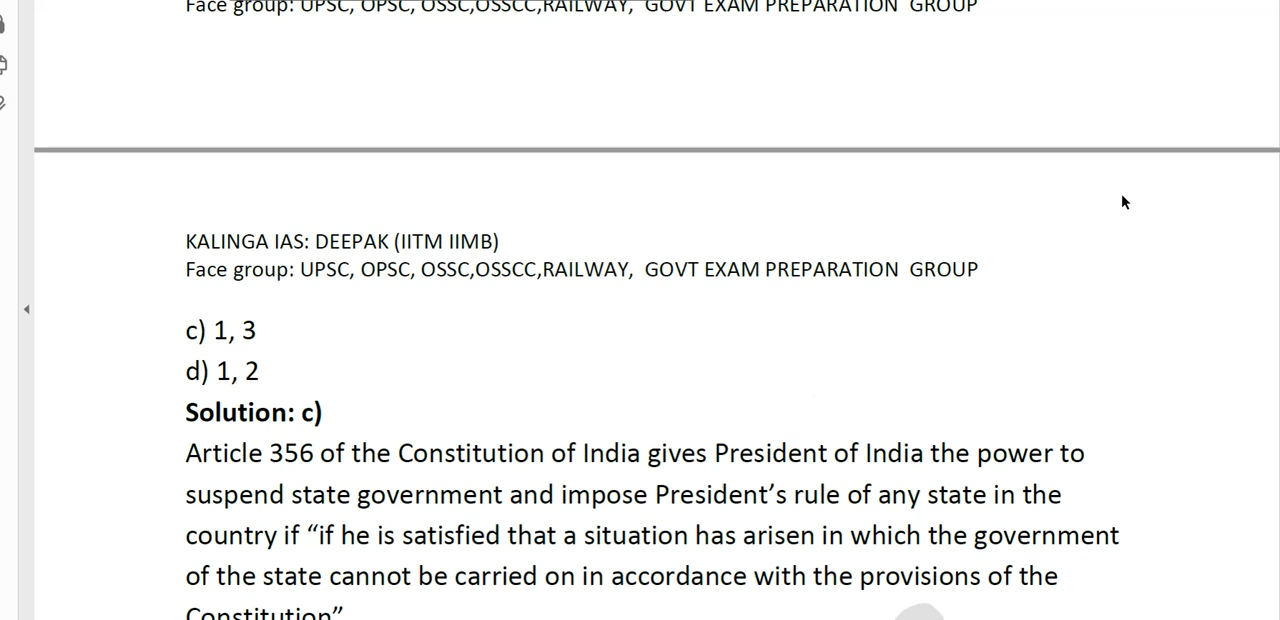 Face group: UPSC, OPSC, OSSC,OSSCC,RAILWAY, GOVT EXAM PREPARATION GROUP
KALINGA IAS: DEEPAK (IITM IIMB)
Face group: UPSC, OPSC, OSSC,OSSCC,RAILWAY, GOVT EXAM PREPARATION GROUP
c) 1, 3
d) 1, 2
Solution: c)
Article 356 of the Constitution of India gives President of India the power to
suspend state government and impose President’s rule of any state in the
country if “if he is satisfied that a situation has arisen in which the government
of the state cannot be carried on in accordance with the provisions of the
Constitution”